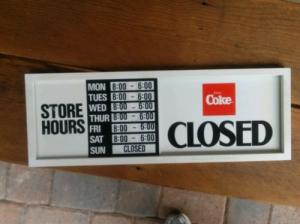 STORE
HOURS
MON 8:00 - 6:00
TUES 8:00 - 6:00
WED 8:00 - 6:00
THUR 8:00 - 6:00
FRI 8:00 - 6:00
SAT 8:00 - 6:00
SUN CLOSED
Coke
CLOSED